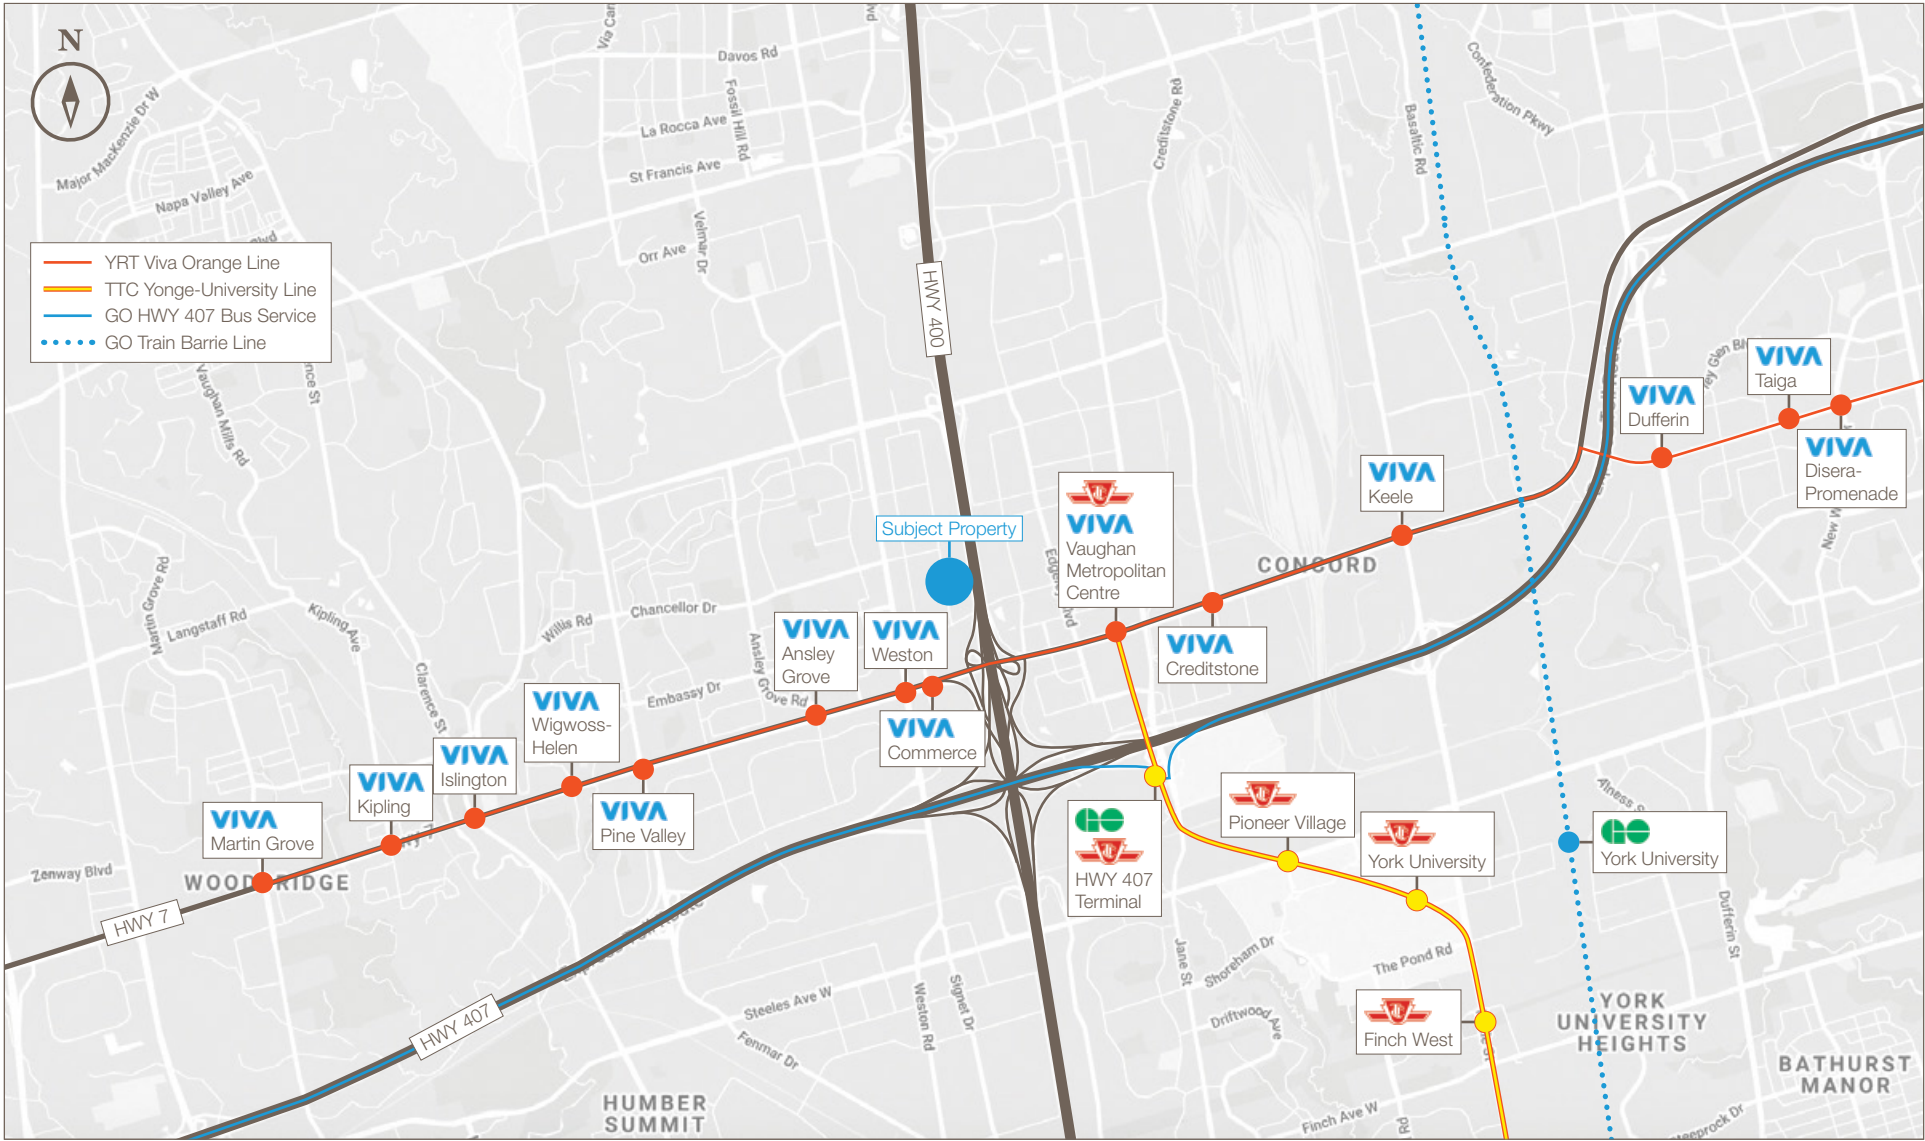 N
Major MacKenzie Dr W
Napa Valley Ave
Via Cam
Davos Rd
Fossil Hill Rd
La Rocca Ave
St Francis Ave
Velmar Dr
Orr Ave
Creditstone Rd
Basaltic Rd
Confederation Pkwy
YRT Viva Orange Line
TTC Yonge-University Line
GO HWY 407 Bus Service
GO Train Barrie Line
HWY 400
Vaughan Mills Rd
VIVA
Taiga
VIVA
Dufferin
VIVA
Disera-
Promenade
VIVA
Keele
VIVA
Vaughan
Metropolitan
Centre
Subject Property
CONCORD
Martin Grove Rd
Langstaff Rd
Kipling Ave
Willis Rd
Chancellor Dr
Ansley Grove Rd
Clarence St
Embassy Dr
VIVA
Ansley
Grove
VIVA
Weston
VIVA
Creditstone
VIVA
Commerce
VIVA
Wigwoss-
Helen
VIVA
Islington
VIVA
Kipling
VIVA
Pine Valley
VIVA
Martin Grove
Zenway Blvd
HWY 7
HWY 407
GO
HWY 407
Terminal
Pioneer Village
York University
GO
York University
Finch West
Steeles Ave W
Fenmar Dr
Weston Rd
Signet Dr
Jane St
Shoreham Dr
Driftwood Ave
The Pond Rd
Dufferin St
Finch Ave W
YORK
UNIVERSITY
HEIGHTS
BATHURST
MANOR
HUMBER
SUMMIT